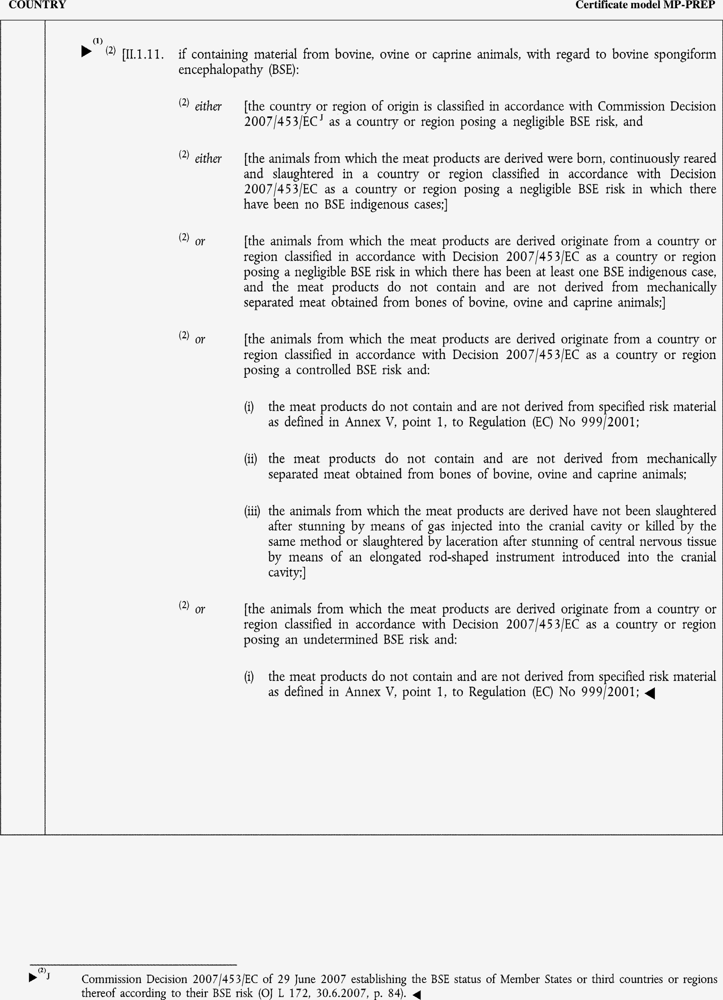 COUNTRY Certificate model MP-PREP
▶(1) (2) [II.1.11. if containing material from bovine, ovine or caprine animals, with regard to bovine spongiform
encephalopathy (BSE):
(2) either [the country or region of origin is classified in accordance with Commission Decision
2007/453/EC J as a country or region posing a negligible BSE risk, and
(2) either [the animals from which the meat products are derived were born, continuously reared
and slaughtered in a country or region classified in accordance with Decision
2007/453/EC as a country or region posing a negligible BSE risk in which there
have been no BSE indigenous cases;]
(2) or [the animals from which the meat products are derived originate from a country or
region classified in accordance with Decision 2007/453/EC as a country or region
posing a negligible BSE risk in which there has been at least one BSE indigenous case,
and the meat products do not contain and are not derived from mechanically
separated meat obtained from bones of bovine, ovine and caprine animals;]
(2) or [the animals from which the meat products are derived originate from a country or
region classified in accordance with Decision 2007/453/EC as a country or region
posing a controlled BSE risk and:
(i) the meat products do not contain and are not derived from specified risk material
as defined in Annex V, point 1, to Regulation (EC) No 999/2001;
(ii) the meat products do not contain and are not derived from mechanically
separated meat obtained from bones of bovine, ovine and caprine animals;
(iii) the animals from which the meat products are derived have not been slaughtered
after stunning by means of gas injected into the cranial cavity or killed by the
same method or slaughtered by laceration after stunning of central nervous tissue
by means of an elongated rod-shaped instrument introduced into the cranial
cavity;]
(2) or [the animals from which the meat products are derived originate from a country or
region classified in accordance with Decision 2007/453/EC as a country or region
posing an undetermined BSE risk and:
(i) the meat products do not contain and are not derived from specified risk material
as defined in Annex V, point 1, to Regulation (EC) No 999/2001; ◀
▶(2) J Commission Decision 2007/453/EC of 29 June 2007 establishing the BSE status of Member States or third countries or regions
thereof according to their BSE risk (OJ L 172, 30.6.2007, p. 84). ◀